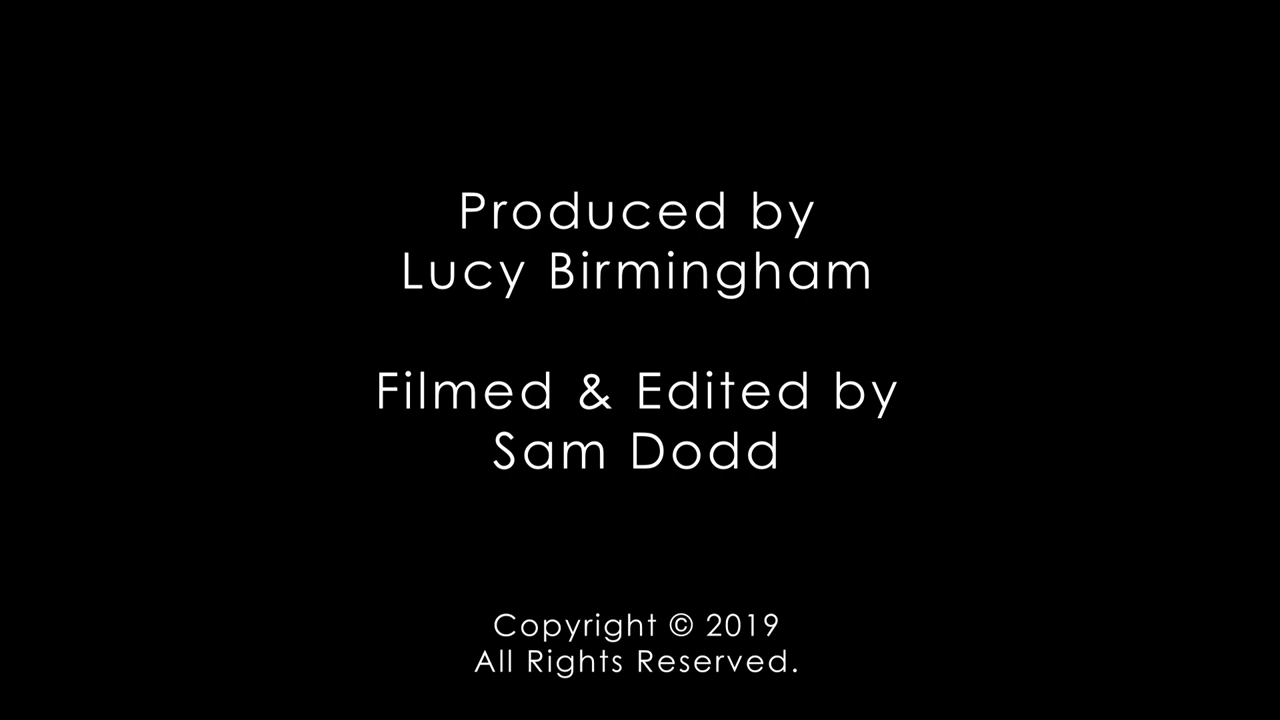 Produced by
Lucy Birmingham
Filmed & Edited by
Sam Dodd
Copyright © 2019
All Rights Reserved.